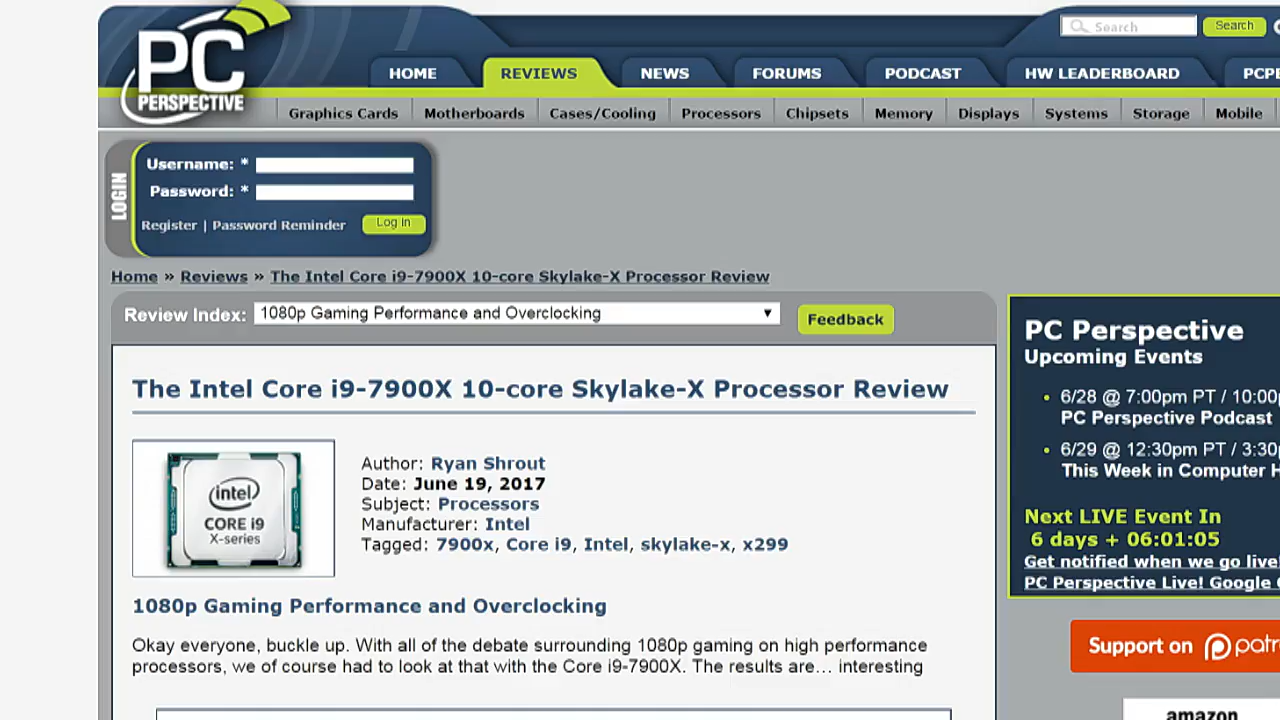 PC
PERSPECTIVE
Search
Search
HOME
REVIEWS
NEWS
FORUMS
PODCAST
HW LEADERBOARD
Graphics Cards
Motherboards
Cases/Cooling
Processors
Chipsets
Memory
Displays
Systems
Storage
Mobile
LOGIN
Username: *
Password: *
Register | Password Reminder
Log in
Home » Reviews » The Intel Core i9-7900X 10-core Skylake-X Processor Review
Review Index:
1080p Gaming Performance and Overclocking
Feedback
The Intel Core i9-7900X 10-core Skylake-X Processor Review
intel
CORE i9
X-series
Author: Ryan Shrout
Date: June 19, 2017
Subject: Processors
Manufacturer: Intel
Tagged: 7900x, Core i9, Intel, skylake-x, x299
1080p Gaming Performance and Overclocking
Okay everyone, buckle up. With all of the debate surrounding 1080p gaming on high performance
processors, we of course had to look at that with the Core i9-7900X. The results are… interesting
PC Perspective
Upcoming Events
• 6/28 @ 7:00pm PT / 10:00p
PC Perspective Podcast
• 6/29 @ 12:30pm PT / 3:30p
This Week in Computer H
Next LIVE Event In
6 days + 06:01:05
Get notified when we go live!
PC Perspective Live! Google C
Support on
amazon